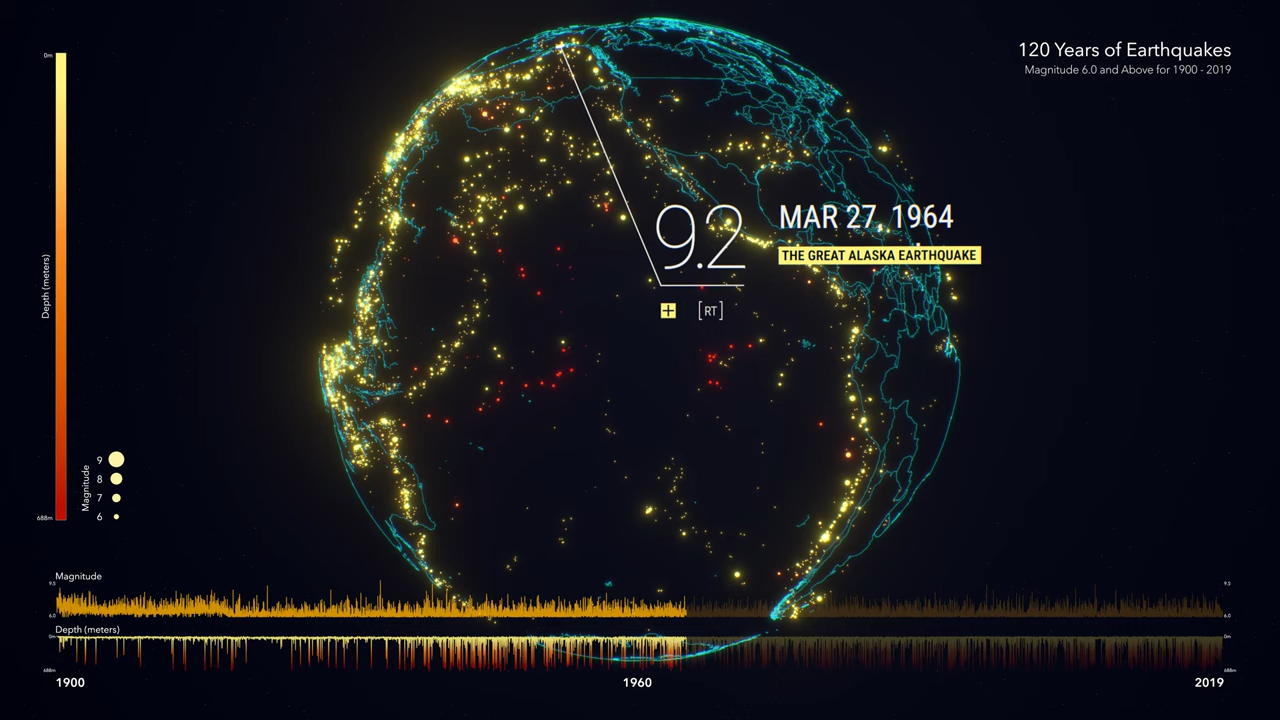 120 Years of Earthquakes
Magnitude 6.0 and Above for 1900 - 2019
0m
Depth (meters)
688m
Magnitude
9
8
7
6
9.2
MAR 27, 1964
THE GREAT ALASKA EARTHQUAKE
[RT]
Magnitude
9.5
6.0
9.5
6.0
Depth (meters)
0m
688m
0m
688m
1900
1960
2019